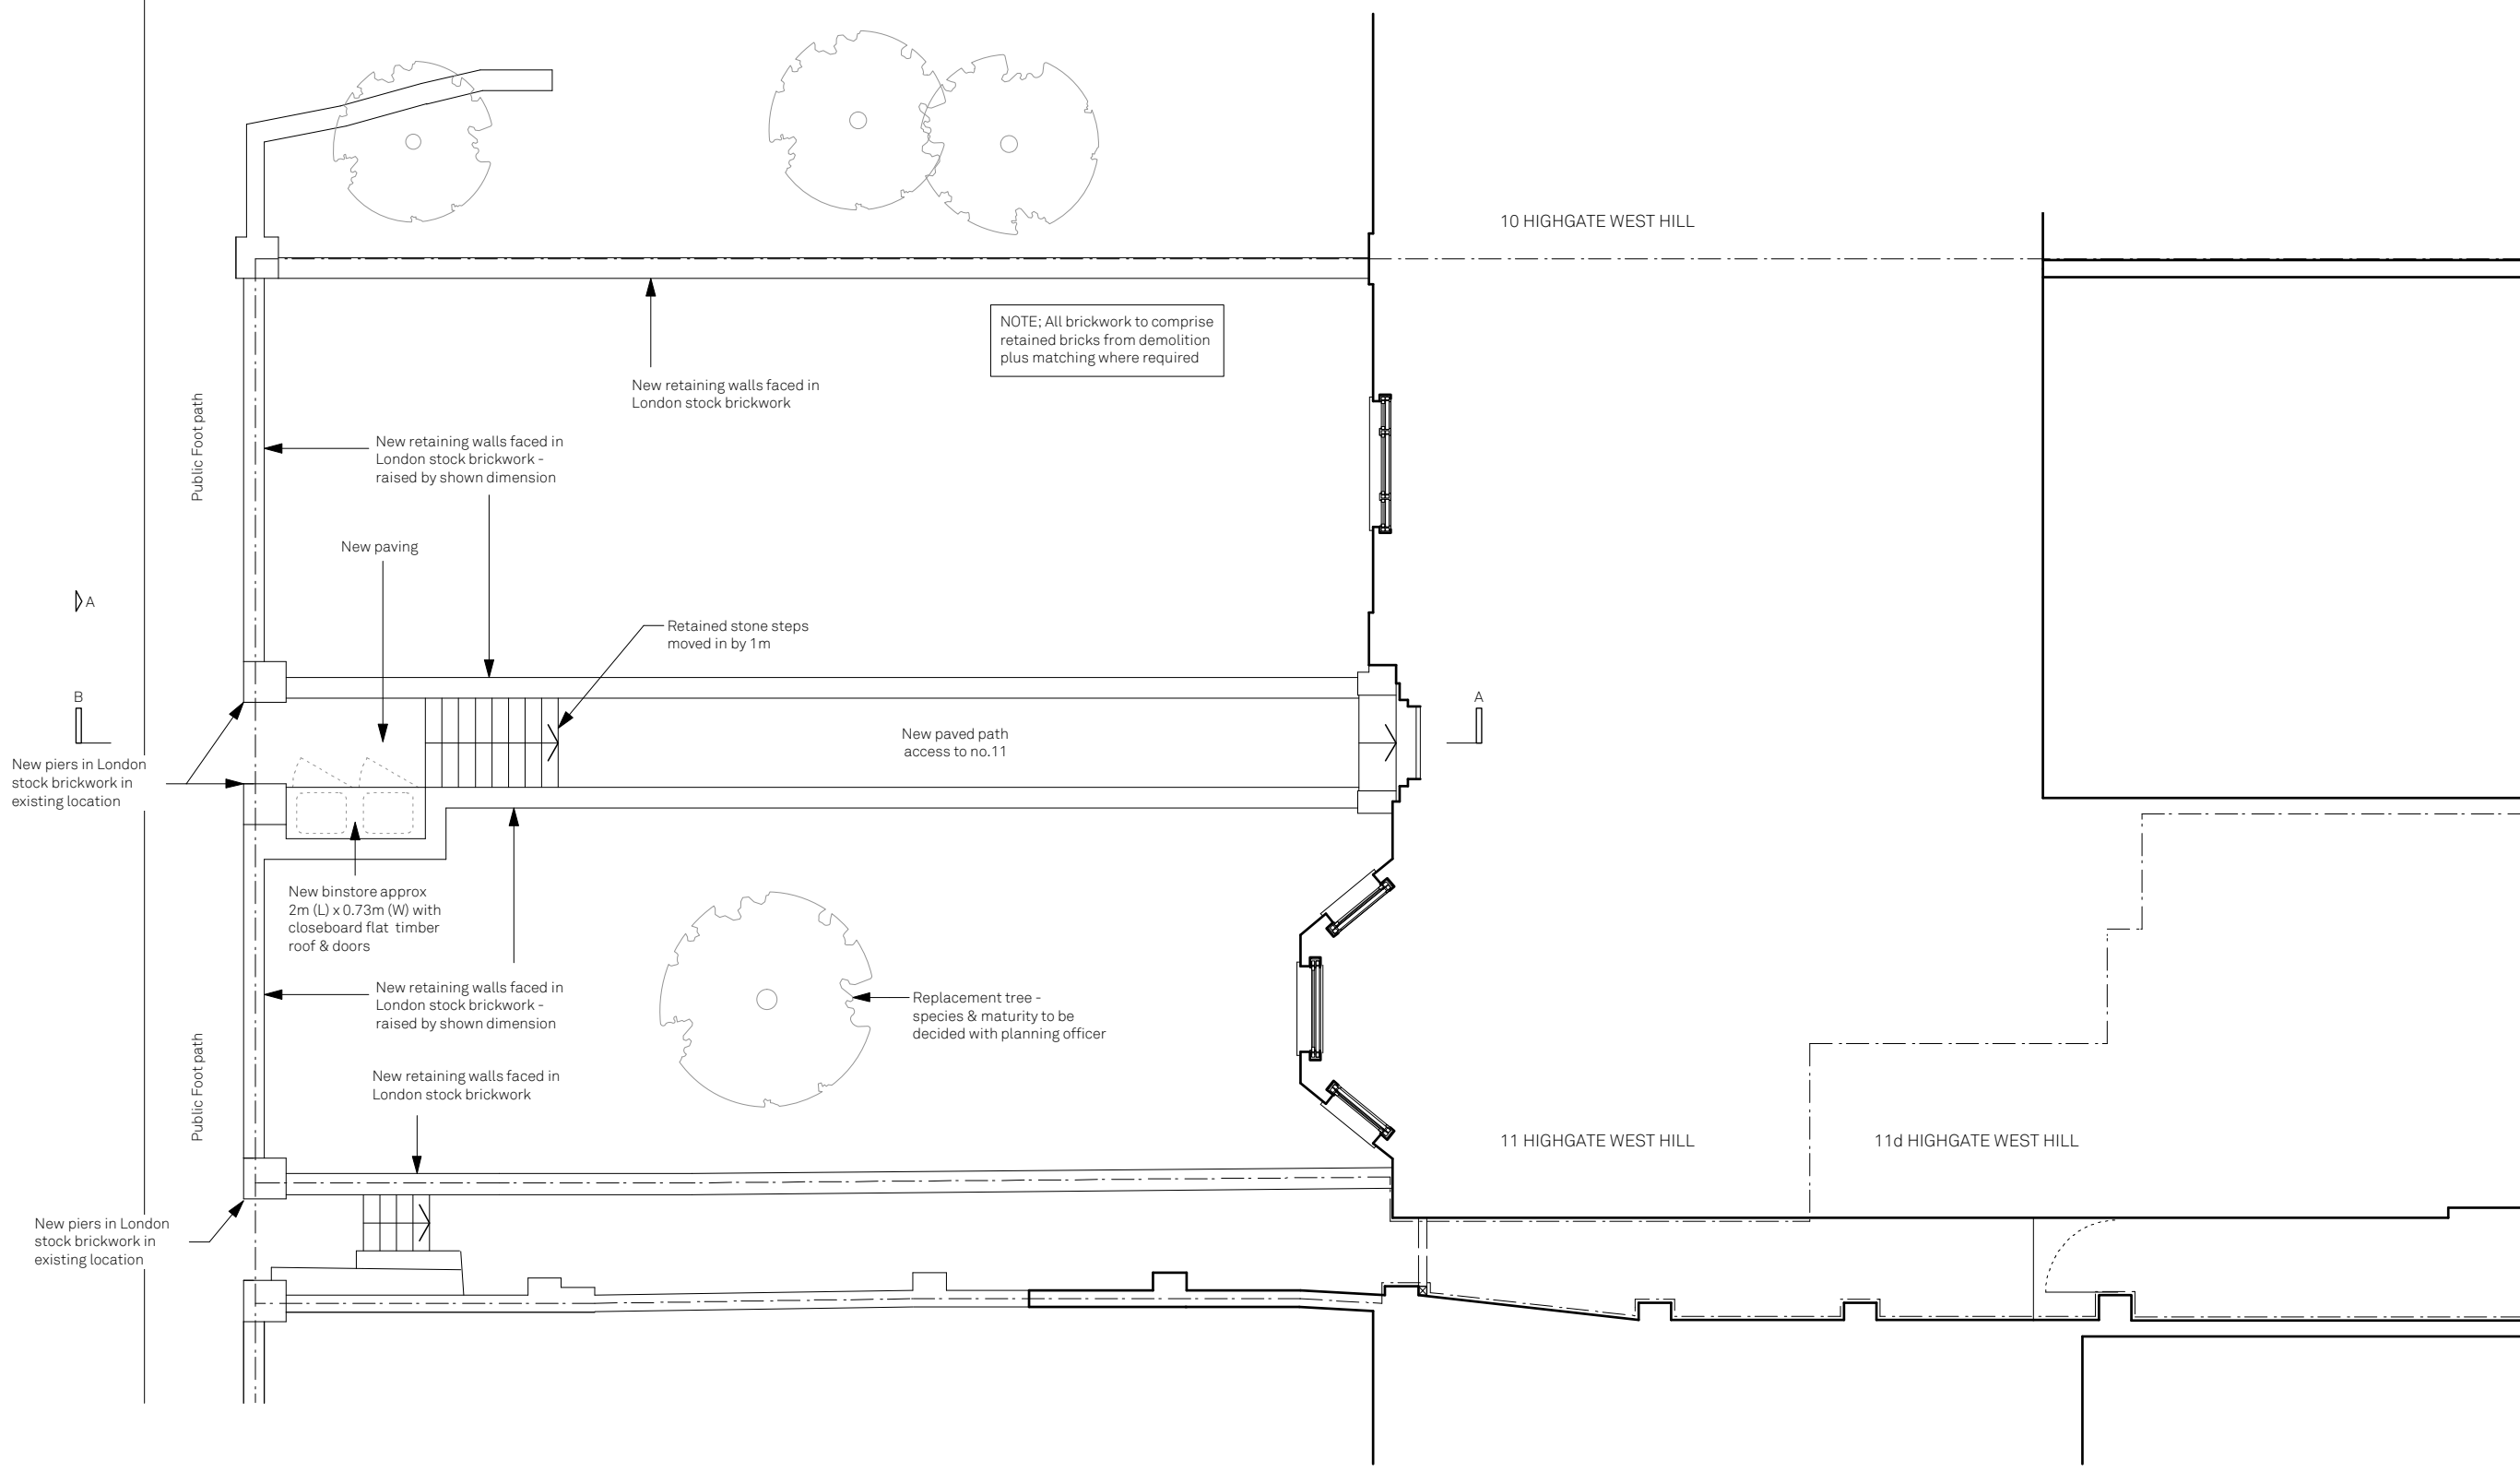 10 HIGHGATE WEST HILL
NOTE; All brickwork to comprise
retained bricks from demolition
plus matching where required
New retaining walls faced in
London stock brickwork
Public Footpath
New retaining walls faced in
London stock brickwork -
raised by shown dimension
New paving
A
Retained stone steps
moved in by 1m
B
A
New paved path
access to no.11
New piers in London
stock brickwork in
existing location
New binstore approx
2m (L) x 0.73m (W) with
closeboard flat timber
roof & doors
New retaining walls faced in
London stock brickwork -
raised by shown dimension
Replacement tree -
species & maturity to be
decided with planning officer
Public Footpath
New retaining walls faced in
London stock brickwork
11 HIGHGATE WEST HILL
11d HIGHGATE WEST HILL
New piers in London
stock brickwork in
existing location